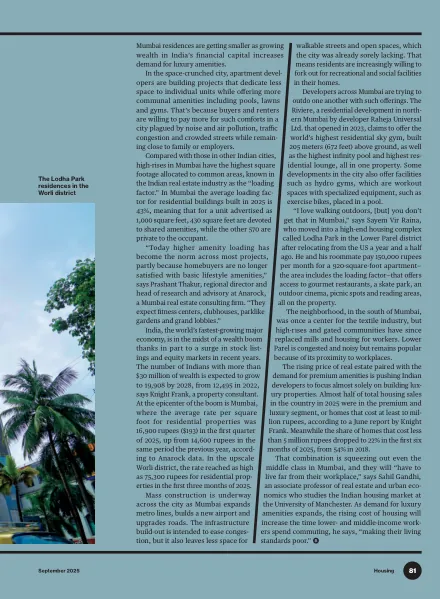 The Lodha Park
residences in the
Worli district
Mumbai residences are getting smaller as growing
wealth in India's financial capital increases
demand for luxury amenities.
In the space-crunched city, apartment devel-
opers are building projects that dedicate less
space to individual units while offering more
communal amenities including pools, lawns
and gyms. That's because buyers and renters
are willing to pay more for such comforts in a
city plagued by noise and air pollution, traffic
congestion and crowded streets while remain-
ing close to family or employers.
Compared with those in other Indian cities,
high-rises in Mumbai have the highest square
footage allocated to common areas, known in
the Indian real estate industry as the "loading
factor." In Mumbai the average loading fac-
tor for residential buildings built in 2025 is
43%, meaning that for a unit advertised as
1,000 square feet, 430 square feet are devoted
to shared amenities, while the other 570 are
private to the occupant.
"Today higher amenity loading has
become the norm across most projects,
partly because homebuyers are no longer
satisfied with basic lifestyle amenities,"
says Prashant Thakur, regional director and
head of research and advisory at Anarock,
a Mumbai real estate consulting firm. "They
expect fitness centers, clubhouses, parklike
gardens and grand lobbies."
India, the world's fastest-growing major
economy, is in the midst of a wealth boom
thanks in part to a surge in stock list-
ings and equity markets in recent years.
The number of Indians with more than
$10 million of wealth is expected to grow
to 19,908 by 2028, from 12,495 in 2022,
says Knight Frank, a property consultant.
At the epicenter of the boom is Mumbai,
where the average rate per square
foot for residential properties was
16,900 rupees ($193) in the first quarter
of 2025, up from 14,600 rupees in the
same period the previous year, accord-
ing to Anarock data. In the upscale
Worli district, the rate reached as high
as 75,200 rupees for residential prop-
erties in the first three months of 2025.
Mass construction is underway
across the city as Mumbai expands
metro lines, builds a new airport and
upgrades roads. The infrastructure
build-out is intended to ease conges-
tion, but it also leaves less space for
walkable streets and open spaces, which
the city was already sorely lacking. That
means residents are increasingly willing to
fork out for recreational and social facilities
in their homes.
Developers across Mumbai are trying to
outdo one another with such offerings. The
Riviere, a residential development in north-
ern Mumbai by developer Raheja Universal
Ltd. that opened in 2023, claims to offer the
world's highest residential sky gym, built
205 meters (672 feet) above ground, as well
as the highest infinity pool and highest res-
idential lounge, all in one property. Some
developments in the city also offer facilities
such as hydro gyms, which are workout
spaces with specialized equipment, such as
exercise bikes, placed in a pool.
"I love walking outdoors, [but] you don't
get that in Mumbai," says Sayem Vir Raina,
who moved into a high-end housing complex
called Lodha Park in the Lower Parel district
after relocating from the US a year and a half
ago. He and his roommate pay 150,000 rupees
per month for a 920-square-foot apartment—
the area includes the loading factor—that offers
access to gourmet restaurants, a skate park, an
outdoor cinema, picnic spots and reading areas,
all on the property.
The neighborhood, in the south of Mumbai,
was once a center for the textile industry, but
high-rises and gated communities have since
replaced mills and housing for workers. Lower
Parel is congested and noisy but remains popular
because of its proximity to workplaces.
The rising price of real estate paired with the
demand for premium amenities is pushing Indian
developers to focus almost solely on building lux-
ury properties. Almost half of total housing sales
in the country in 2025 were in the premium and
luxury segment, or homes that cost at least 10 mil-
lion rupees, according to a June report by Knight
Frank. Meanwhile the share of homes that cost less
than 5 million rupees dropped to 22% in the first six
months of 2025, from 54% in 2018.
That combination is squeezing out even the
middle class in Mumbai, and they will "have to
live far from their workplace," says Sahil Gandhi,
an associate professor of real estate and urban eco-
nomics who studies the Indian housing market at
the University of Manchester. As demand for luxury
amenities expands, the rising cost of housing will
increase the time lower- and middle-income work-
ers spend commuting, he says, "making their living
standards poor."
September 2025
Housing
81